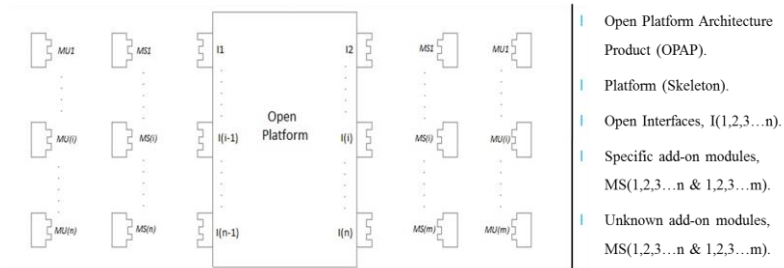 MU1 MS1 I1 I2 MS1 MU1
Open
Platform
MU(i) MS(i) I(i-1) I(i) MS(i) MU(i)
MU(n) MS(n) I(n-1) I(n) MS(m) MU(m)
Open Platform Architecture
Product (OPAP).
Platform (Skeleton).
Open Interfaces, I(1,2,3…n).
Specific add-on modules,
MS(1,2,3…n & 1,2,3…m).
Unknown add-on modules,
MS(1,2,3…n & 1,2,3…m).